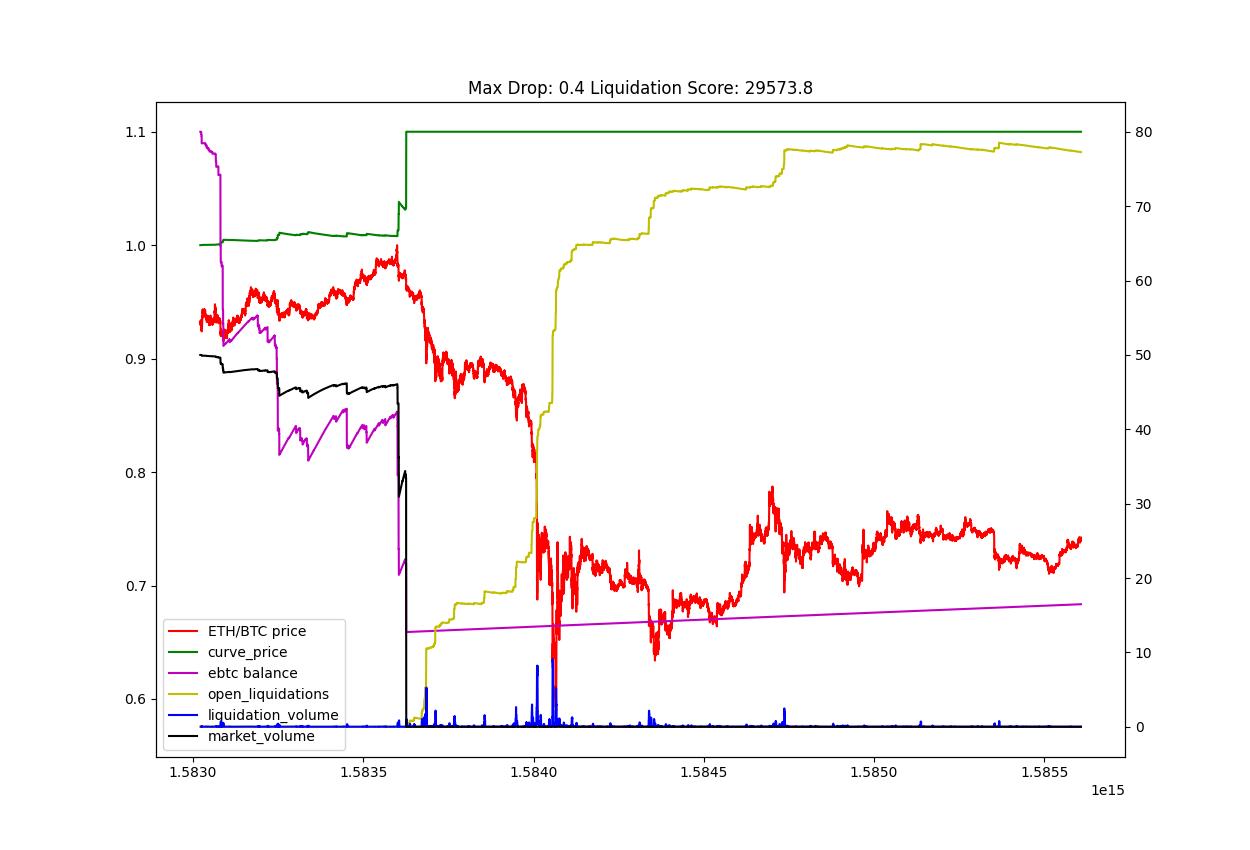 Max Drop: 0.4 Liquidation Score: 29573.8
1.1
1.0
0.9
0.8
0.7
0.6
80
70
60
50
40
30
20
10
0
ETH/BTC price
curve_price
ebtc balance
open_liquidations
liquidation_volume
market_volume
1.5830 1.5835 1.5840 1.5845 1.5850 1.5855
1e15